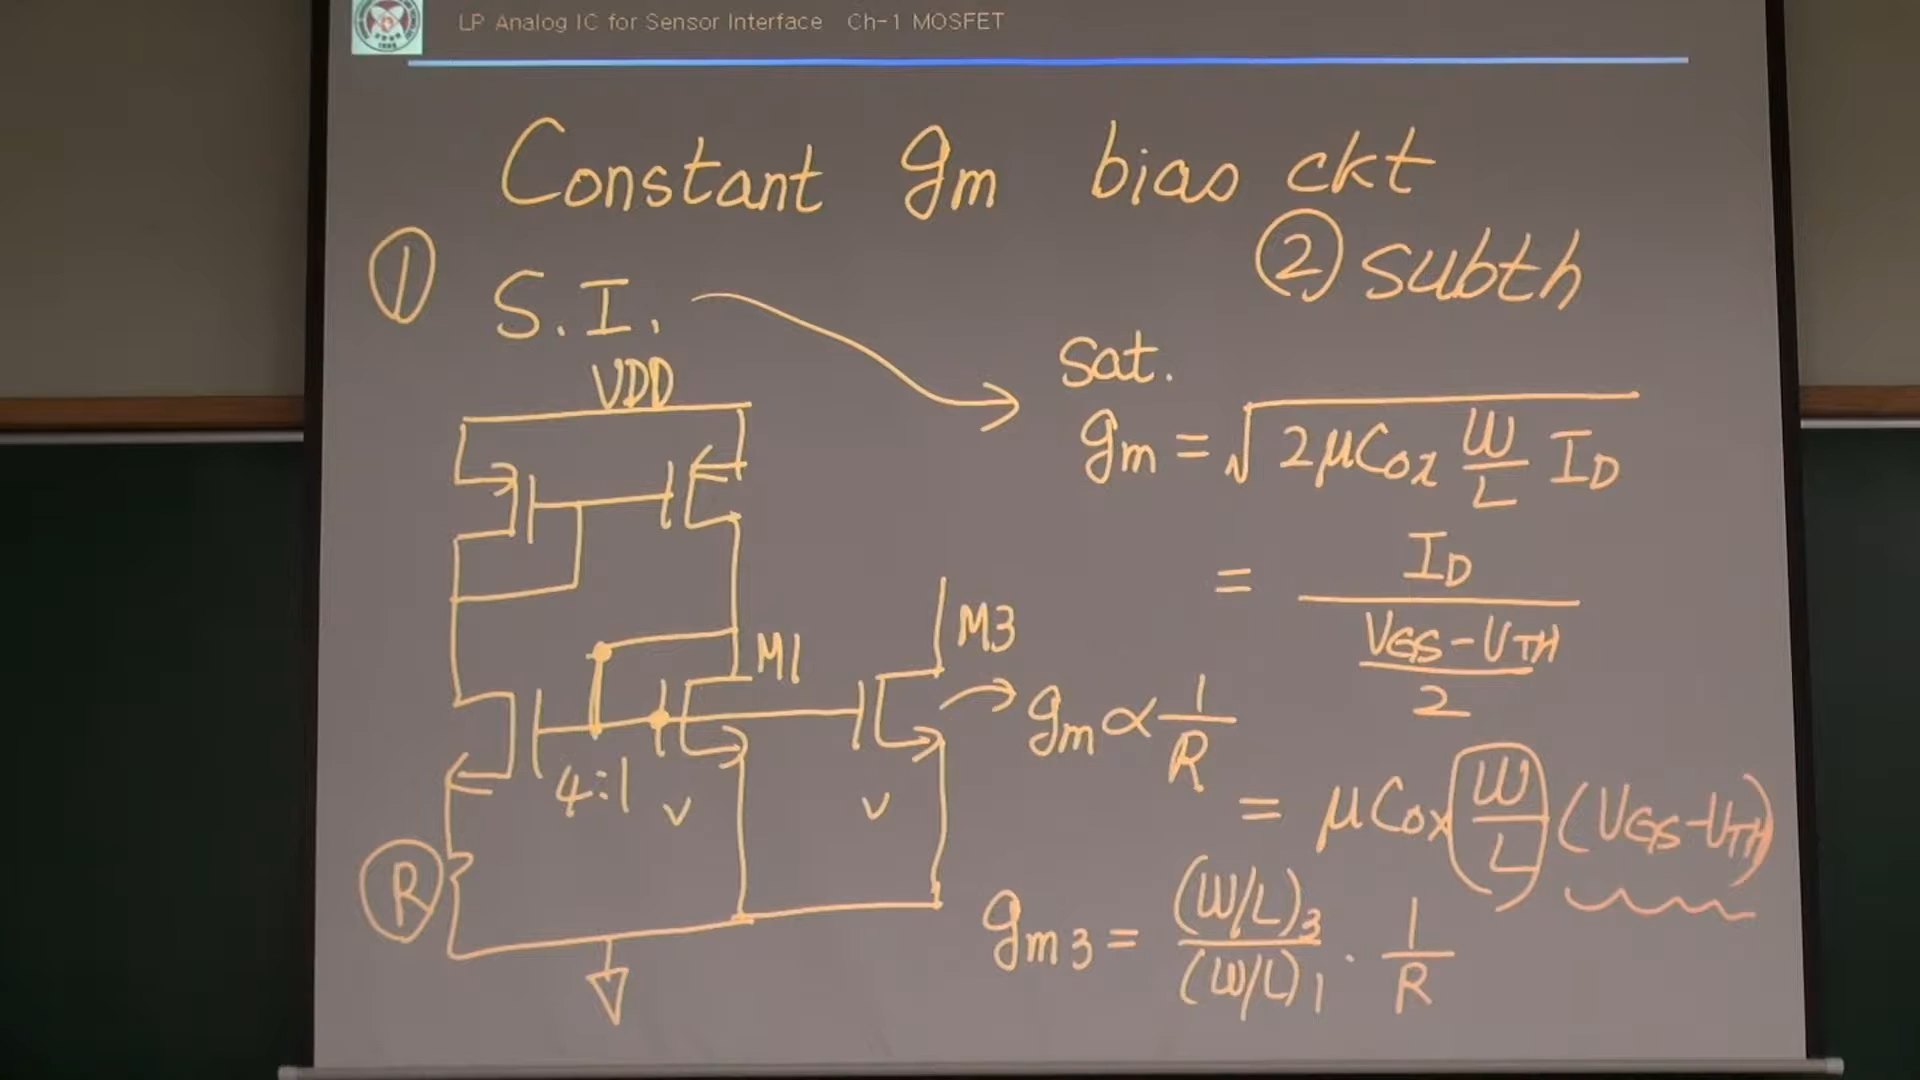 LP Analog IC for Sensor Interface Ch-1 MOSFET
Constant gm bias ckt
① S.I.
② subth
VDD
sat.
gm = √2μCox W/L ID
= ID / ((VGS-VTH)/2)
M1
M3
gm ∝ 1/R
4:1
v
v
= μCox (W/L) (VGS-VTH)
R
gm3 = (W/L)3/(W/L)1 · 1/R